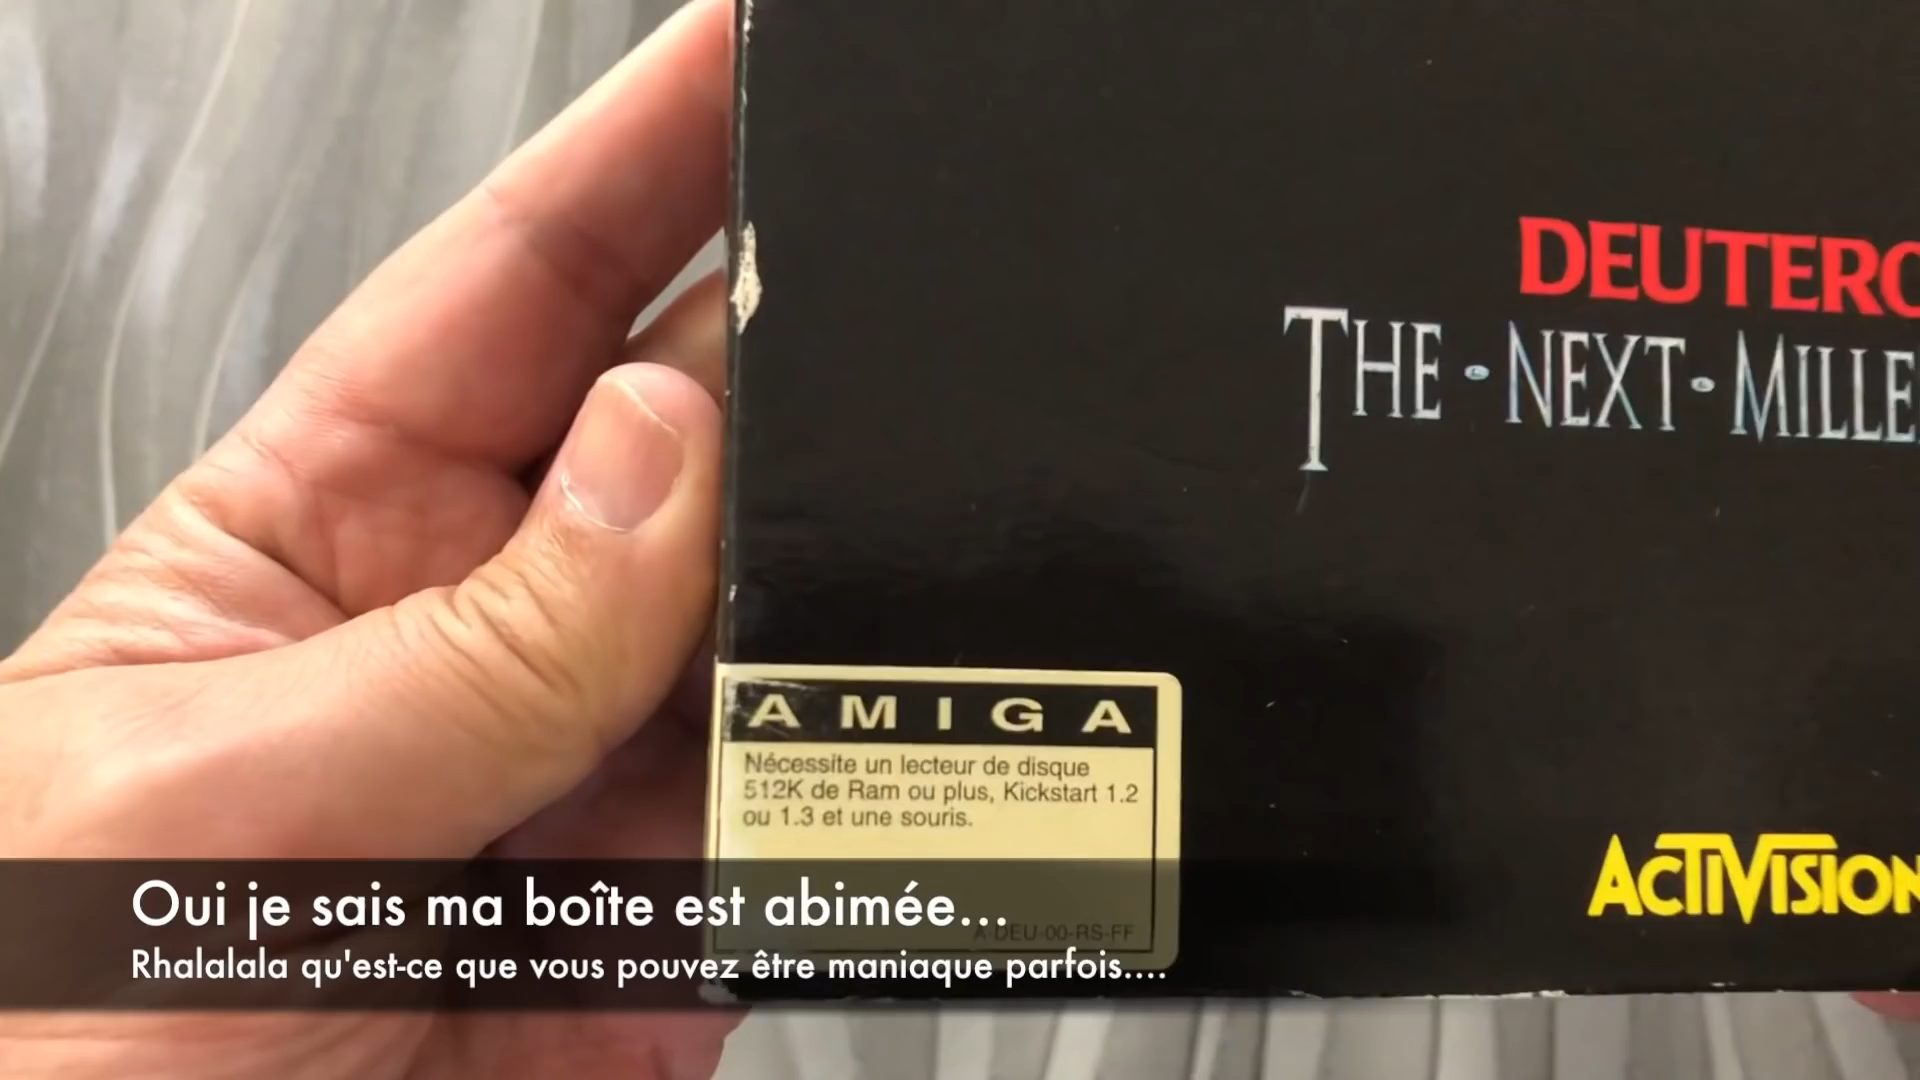 DEUTERO
THE · NEXT · MILLE
AMIGA
Nécessite un lecteur de disque
512K de Ram ou plus, Kickstart 1.2
ou 1.3 et une souris.
A-DEU-00-RS-FF
ACTIVISION
Oui je sais ma boîte est abimée...
Rhalalala qu'est-ce que vous pouvez être maniaque parfois....